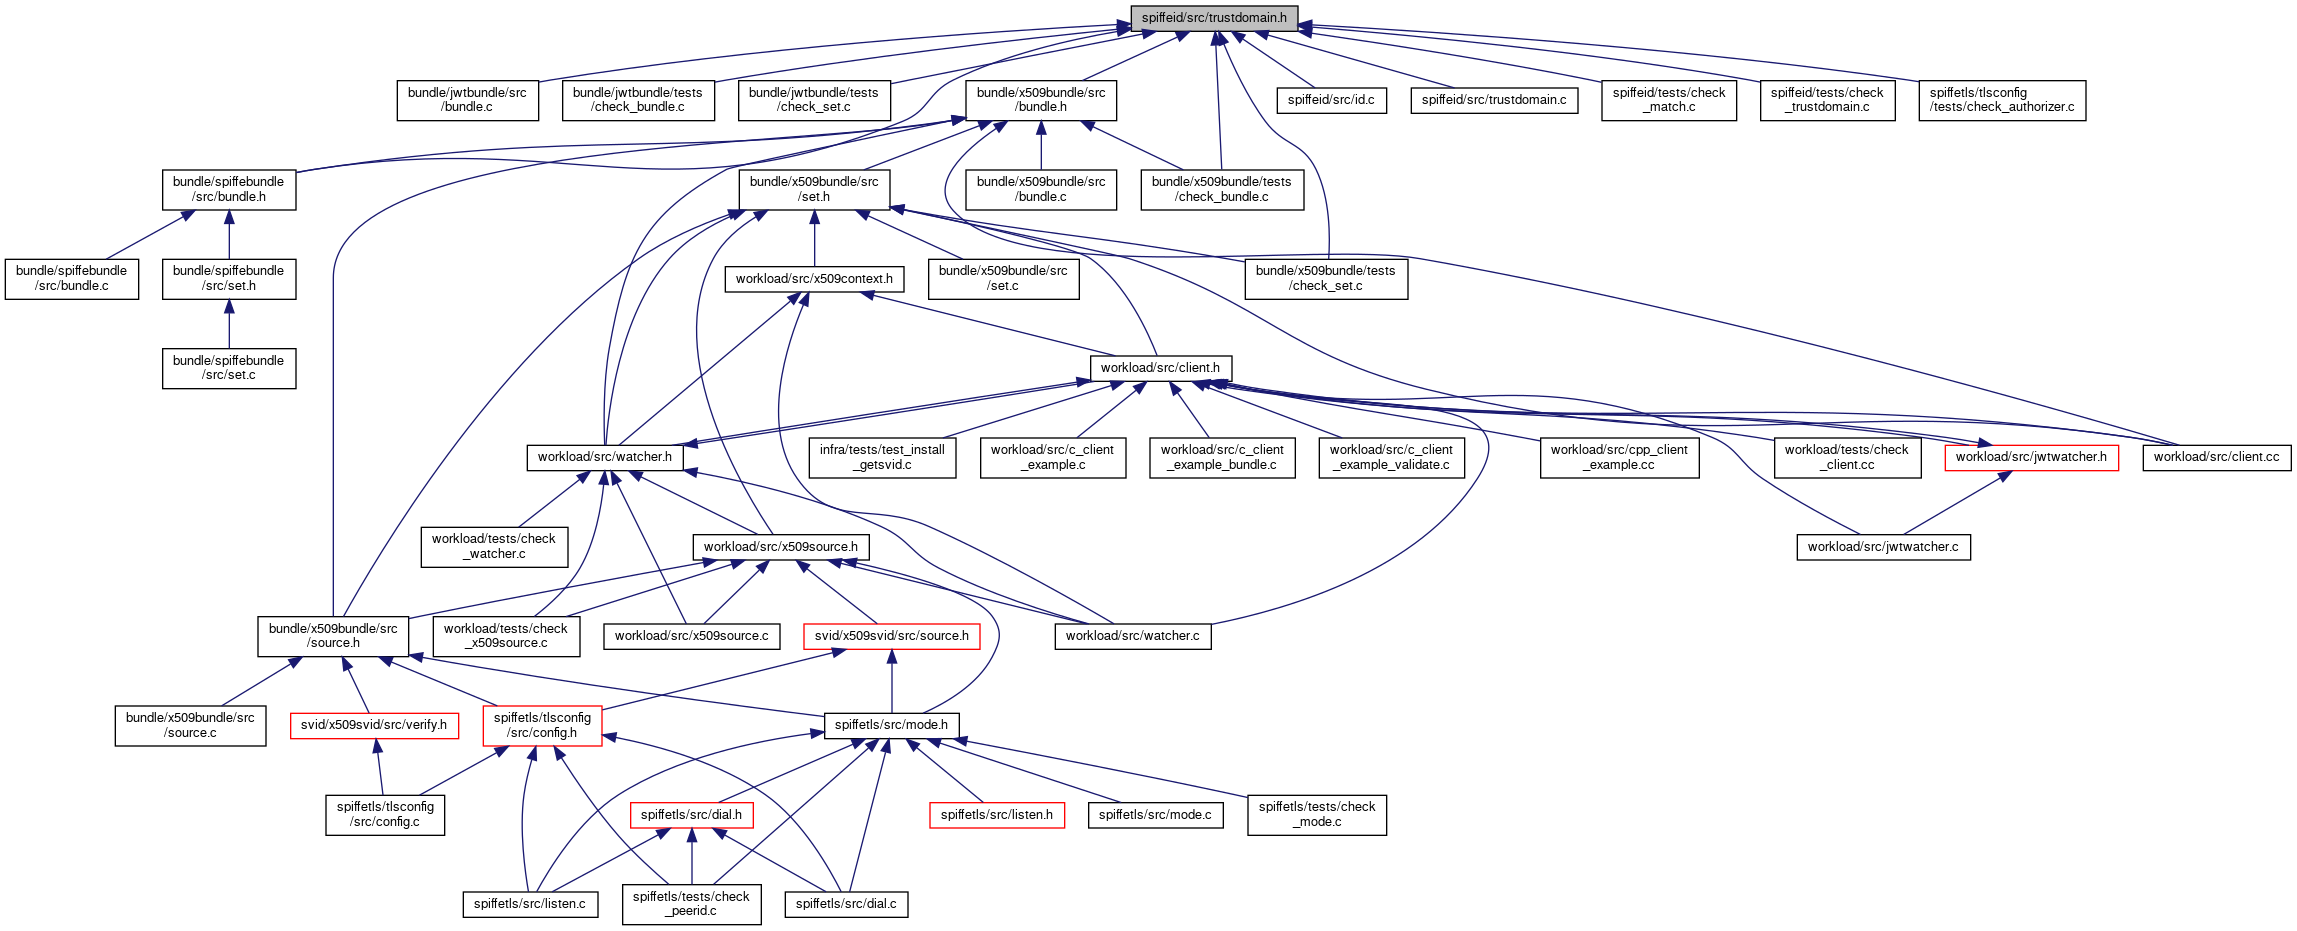 spiffeid/src/trustdomain.h
bundle/jwtbundle/src
/bundle.c
bundle/jwtbundle/tests
/check_bundle.c
bundle/jwtbundle/tests
/check_set.c
bundle/x509bundle/src
/bundle.h
spiffeid/src/id.c
spiffeid/src/trustdomain.c
spiffeid/tests/check
_match.c
spiffeid/tests/check
_trustdomain.c
spiffetls/tlsconfig
/tests/check_authorizer.c
bundle/spiffebundle
/src/bundle.h
bundle/x509bundle/src
/set.h
bundle/x509bundle/src
/bundle.c
bundle/x509bundle/tests
/check_bundle.c
bundle/spiffebundle
/src/bundle.c
bundle/spiffebundle
/src/set.h
workload/src/x509context.h
bundle/x509bundle/src
/set.c
bundle/x509bundle/tests
/check_set.c
bundle/spiffebundle
/src/set.c
workload/src/client.h
workload/src/watcher.h
infra/tests/test_install
_getsvid.c
workload/src/c_client
_example.c
workload/src/c_client
_example_bundle.c
workload/src/c_client
_example_validate.c
workload/src/cpp_client
_example.cc
workload/tests/check
_client.cc
workload/src/jwtwatcher.h
workload/src/client.cc
workload/tests/check
_watcher.c
workload/src/x509source.h
workload/src/jwtwatcher.c
bundle/x509bundle/src
/source.h
workload/tests/check
_x509source.c
workload/src/x509source.c
svid/x509svid/src/source.h
workload/src/watcher.c
bundle/x509bundle/src
/source.c
svid/x509svid/src/verify.h
spiffetls/tlsconfig
/src/config.h
spiffetls/src/mode.h
spiffetls/tlsconfig
/src/config.c
spiffetls/src/dial.h
spiffetls/src/listen.h
spiffetls/src/mode.c
spiffetls/tests/check
_mode.c
spiffetls/src/listen.c
spiffetls/tests/check
_peerid.c
spiffetls/src/dial.c